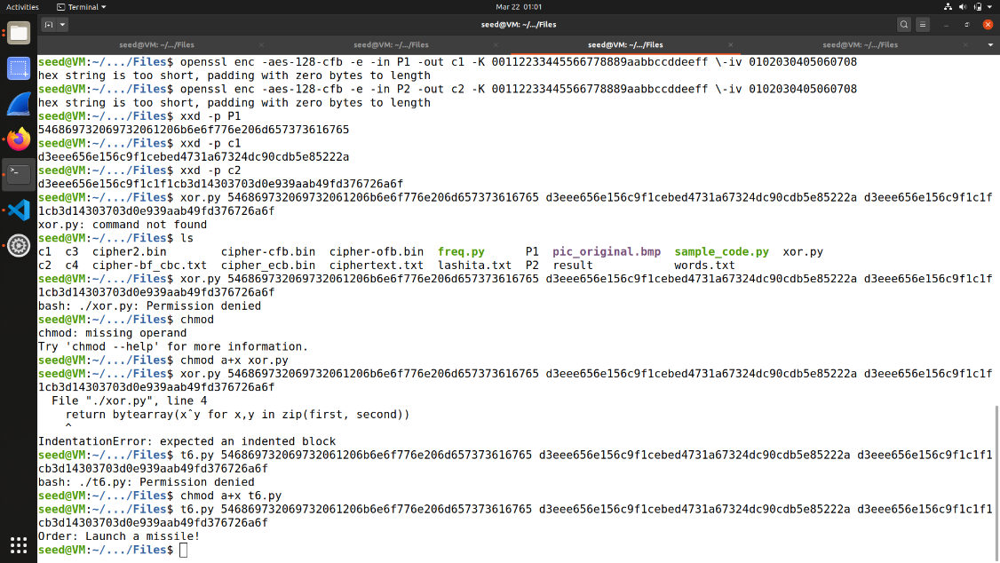 Activities
Terminal
Mar 22 01:01
seed@VM: ~/.../Files
seed@VM: ~/.../Files
seed@VM: ~/.../Files
seed@VM: ~/.../Files
seed@VM: ~/.../Files
seed@VM:~/.../Files$ openssl enc -aes-128-cfb -e -in P1 -out c1 -K 00112233445566778889aabbccddeeff \-iv 0102030405060708
hex string is too short, padding with zero bytes to length
seed@VM:~/.../Files$ openssl enc -aes-128-cfb -e -in P2 -out c2 -K 00112233445566778889aabbccddeeff \-iv 0102030405060708
hex string is too short, padding with zero bytes to length
seed@VM:~/.../Files$ xxd -p P1
546869732069732061206b6e6f776e206d657373616765
seed@VM:~/.../Files$ xxd -p c1
d3eee656e156c9f1cebed4731a67324dc90cdb5e85222a
seed@VM:~/.../Files$ xxd -p c2
d3eee656e156c9f1c1f1cb3d14303703d0e939aab49fd376726a6f
seed@VM:~/.../Files$ xor.py 546869732069732061206b6e6f776e206d657373616765 d3eee656e156c9f1cebed4731a67324dc90cdb5e85222a d3eee656e156c9f1c1f
1cb3d14303703d0e939aab49fd376726a6f
xor.py: command not found
seed@VM:~/.../Files$ ls
c1 c3 cipher2.bin cipher-cfb.bin cipher-ofb.bin freq.py P1 pic_original.bmp sample_code.py xor.py
c2 c4 cipher-bf_cbc.txt cipher_ecb.bin ciphertext.txt lashita.txt P2 result words.txt
seed@VM:~/.../Files$ xor.py 546869732069732061206b6e6f776e206d657373616765 d3eee656e156c9f1cebed4731a67324dc90cdb5e85222a d3eee656e156c9f1c1f
1cb3d14303703d0e939aab49fd376726a6f
bash: ./xor.py: Permission denied
seed@VM:~/.../Files$ chmod
chmod: missing operand
Try 'chmod --help' for more information.
seed@VM:~/.../Files$ chmod a+x xor.py
seed@VM:~/.../Files$ xor.py 546869732069732061206b6e6f776e206d657373616765 d3eee656e156c9f1cebed4731a67324dc90cdb5e85222a d3eee656e156c9f1c1f
1cb3d14303703d0e939aab49fd376726a6f
File "./xor.py", line 4
return bytearray(x^y for x,y in zip(first, second))
^
IndentationError: expected an indented block
seed@VM:~/.../Files$ t6.py 546869732069732061206b6e6f776e206d657373616765 d3eee656e156c9f1cebed4731a67324dc90cdb5e85222a d3eee656e156c9f1c1f1
cb3d14303703d0e939aab49fd376726a6f
bash: ./t6.py: Permission denied
seed@VM:~/.../Files$ chmod a+x t6.py
seed@VM:~/.../Files$ t6.py 546869732069732061206b6e6f776e206d657373616765 d3eee656e156c9f1cebed4731a67324dc90cdb5e85222a d3eee656e156c9f1c1f1
cb3d14303703d0e939aab49fd376726a6f
Order: Launch a missile!
seed@VM:~/.../Files$